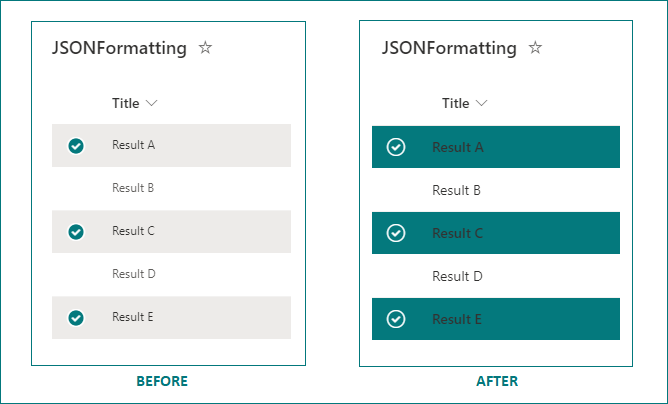 JSONFormatting
Title
Result A
Result B
Result C
Result D
Result E
BEFORE
JSONFormatting
Title
Result A
Result B
Result C
Result D
Result E
AFTER